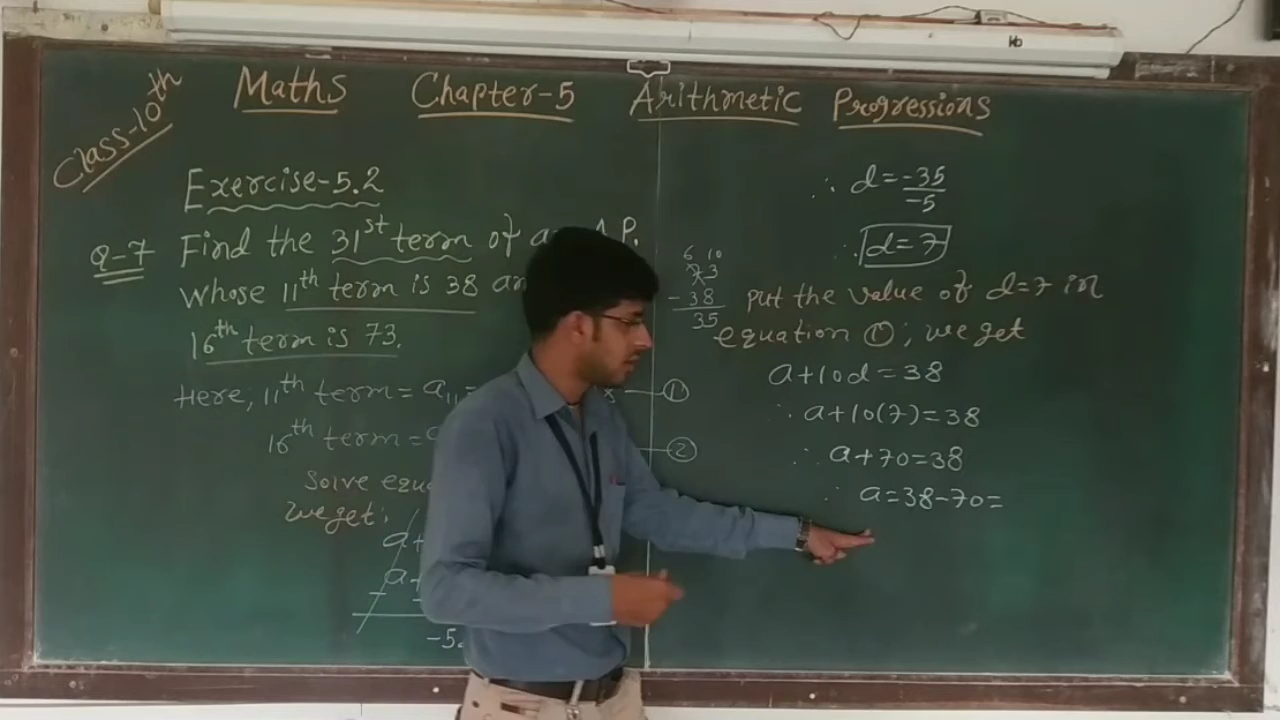 Class-10th
Maths Chapter-5 Arithmetic Progressions
Exercise-5.2
Q-7 Find the 31st term of A.P.
whose 11th term is 38
16th term is 73.
Here, 11th term = a11 = ①
16th term = ②
Solve
we get,
a+
a+
- -
-5
6 10
73
- 38
35
∴ d = -35/-5
∴ d = 7
put the value of d=7 in
equation ①, we get
a+10d = 38
∴ a+10(7) = 38
∴ a+70=38
∴ a=38-70=